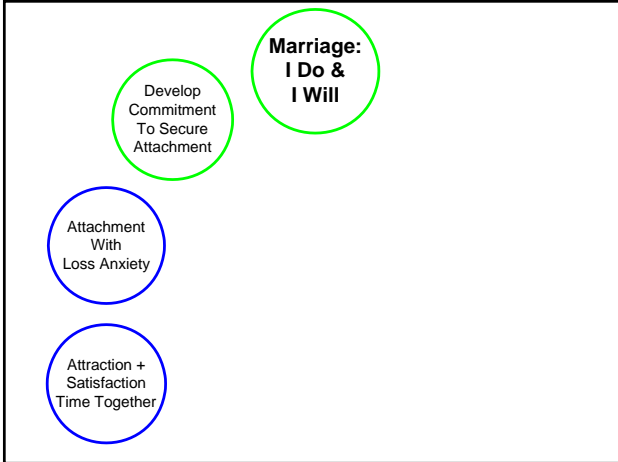 Marriage:
I Do &
I Will
Develop
Commitment
To Secure
Attachment
Attachment
With
Loss Anxiety
Attraction +
Satisfaction
Time Together